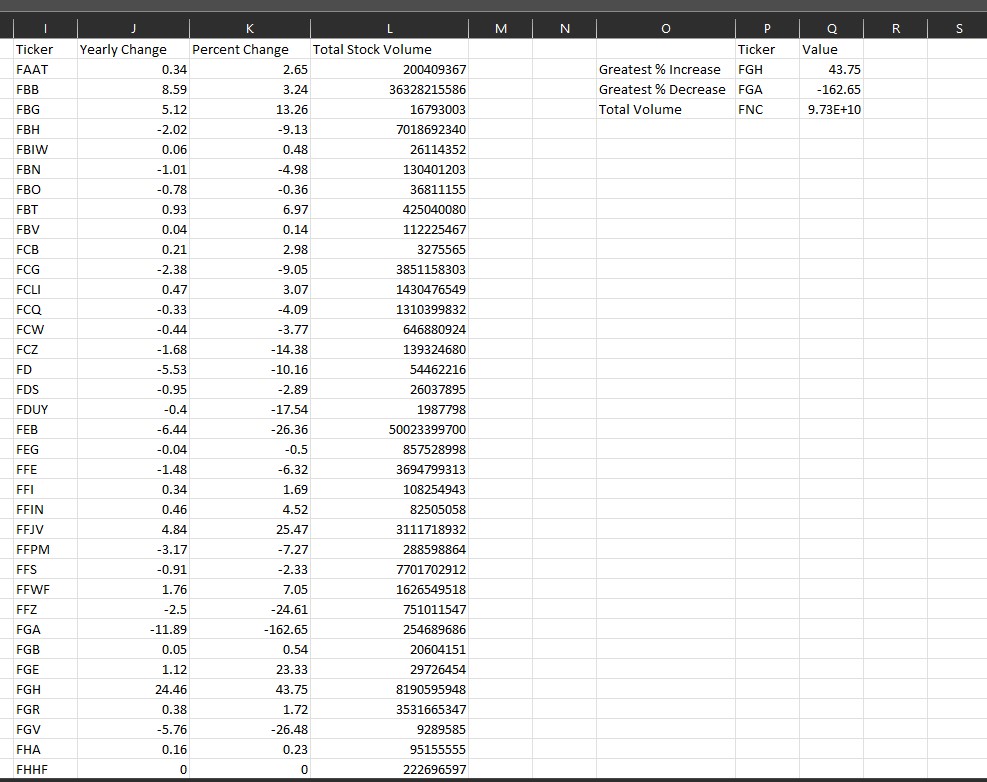 I J K L M N O P Q R S
Ticker Yearly Change Percent Change Total Stock Volume Ticker Value
FAAT 0.34 2.65 200409367 Greatest % Increase FGH 43.75
FBB 8.59 3.24 36328215586 Greatest % Decrease FGA -162.65
FBG 5.12 13.26 16793003 Total Volume FNC 9.73E+10
FBH -2.02 -9.13 7018692340
FBIW 0.06 0.48 26114352
FBN -1.01 -4.98 130401203
FBO -0.78 -0.36 36811155
FBT 0.93 6.97 425040080
FBV 0.04 0.14 112225467
FCB 0.21 2.98 3275565
FCG -2.38 -9.05 3851158303
FCLI 0.47 3.07 1430476549
FCQ -0.33 -4.09 1310399832
FCW -0.44 -3.77 646880924
FCZ -1.68 -14.38 139324680
FD -5.53 -10.16 54462216
FDS -0.95 -2.89 26037895
FDUY -0.4 -17.54 1987798
FEB -6.44 -26.36 50023399700
FEG -0.04 -0.5 857528998
FFE -1.48 -6.32 3694799313
FFI 0.34 1.69 108254943
FFIN 0.46 4.52 82505058
FFJV 4.84 25.47 3111718932
FFPM -3.17 -7.27 288598864
FFS -0.91 -2.33 7701702912
FFWF 1.76 7.05 1626549518
FFZ -2.5 -24.61 751011547
FGA -11.89 -162.65 254689686
FGB 0.05 0.54 20604151
FGE 1.12 23.33 29726454
FGH 24.46 43.75 8190595948
FGR 0.38 1.72 3531665347
FGV -5.76 -26.48 9289585
FHA 0.16 0.23 95155555
FHHF 0 0 222696597